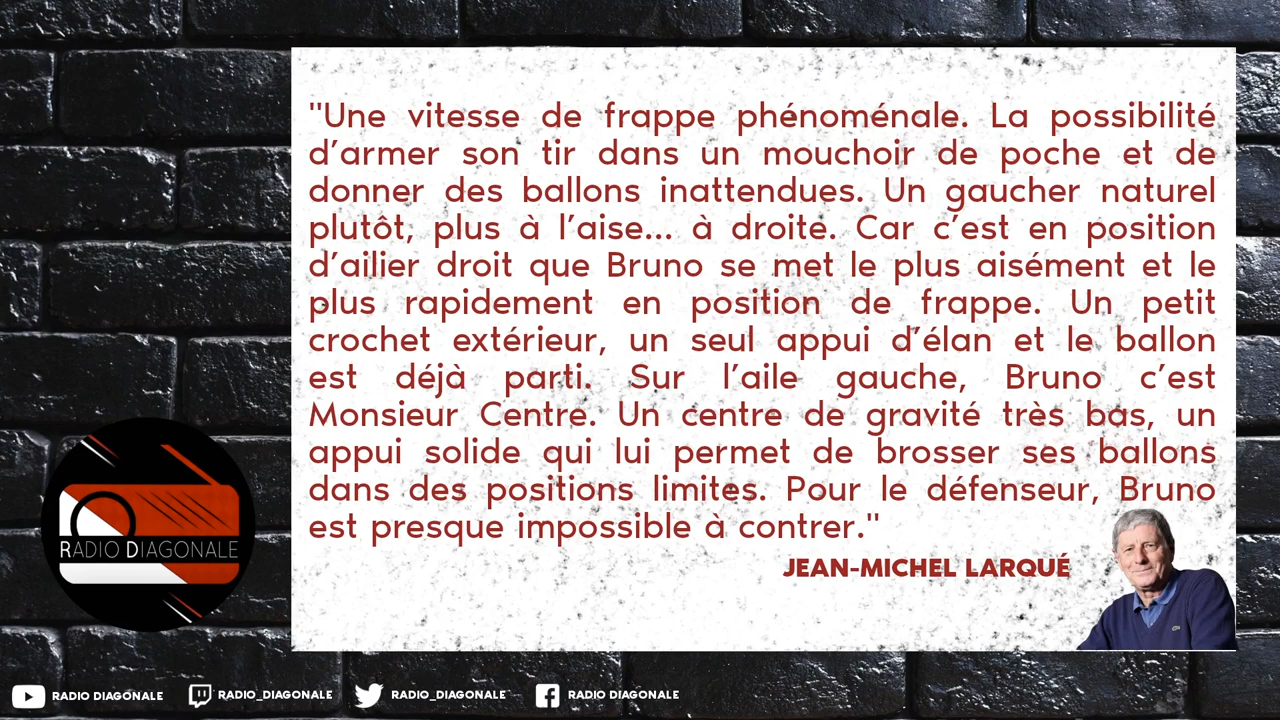 "Une vitesse de frappe phénoménale. La possibilité
d'armer son tir dans un mouchoir de poche et de
donner des ballons inattendues. Un gaucher naturel
plutôt, plus à l'aise... à droite. Car c'est en position
d'ailier droit que Bruno se met le plus aisément et le
plus rapidement en position de frappe. Un petit
crochet extérieur, un seul appui d'élan et le ballon
est déjà parti. Sur l'aile gauche, Bruno c'est
Monsieur Centre. Un centre de gravité très bas, un
appui solide qui lui permet de brosser ses ballons
dans des positions limites. Pour le défenseur, Bruno
est presque impossible à contrer."
JEAN-MICHEL LARQUÉ
RADIO DIAGONALE
RADIO DIAGONALE
RADIO_DIAGONALE
RADIO_DIAGONALE
RADIO DIAGONALE